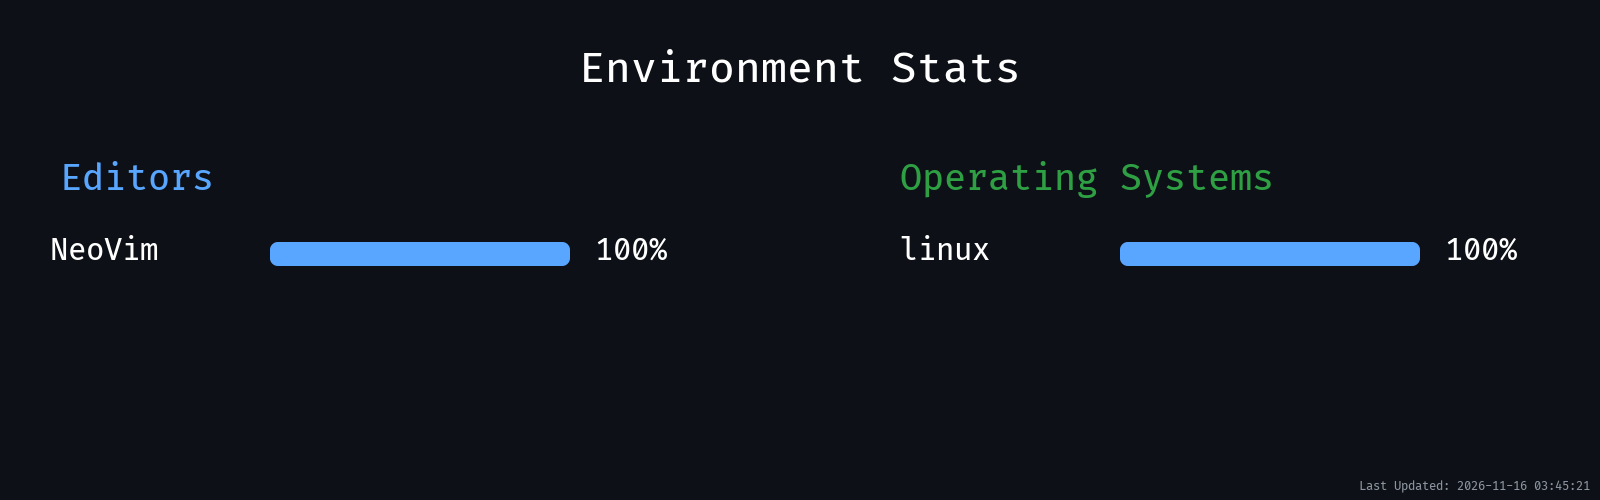 Environment Stats
Editors
NeoVim 100%
Operating Systems
linux 100%
Last Updated: 2026-11-16 03:45:21